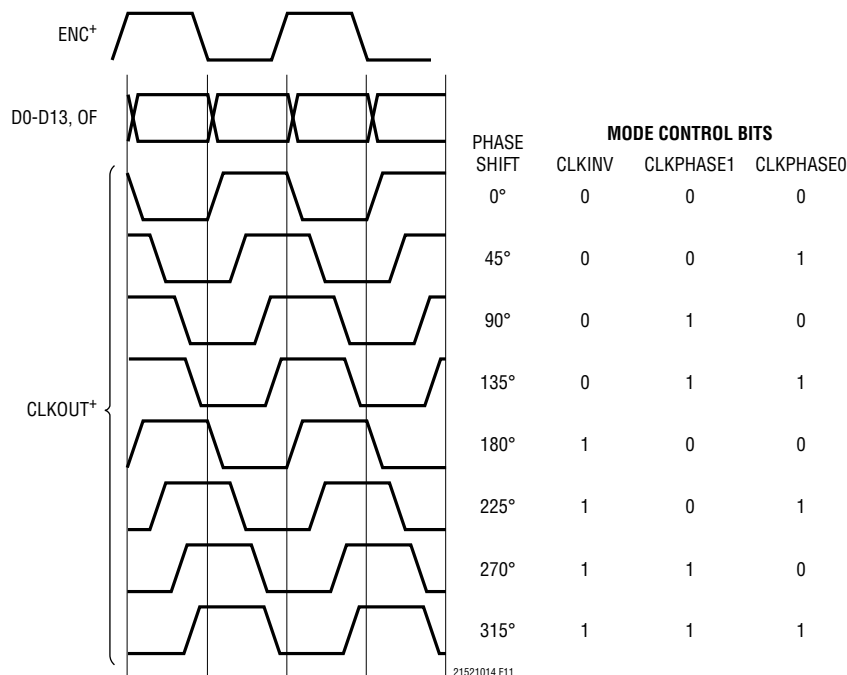 ENC+
D0-D13, OF
MODE CONTROL BITS
PHASE SHIFT CLKINV CLKPHASE1 CLKPHASE0
0° 0 0 0
45° 0 0 1
90° 0 1 0
135° 0 1 1
CLKOUT+
180° 1 0 0
225° 1 0 1
270° 1 1 0
315° 1 1 1
21521014 F11